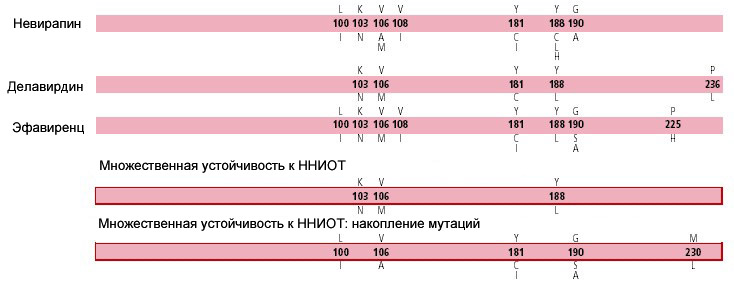 L K V V Y Y G
Невирапин 100 103 106 108 181 188 190
I N A I C C A
M I L
H
K V Y Y P
Делавирдин 103 106 181 188 236
N M C L L
L K V V Y Y G P
Эфавиренц 100 103 106 108 181 188 190 225
I N M I C L S H
I A
Множественная устойчивость к ННИОТ
K V Y
103 106 188
N M L
Множественная устойчивость к ННИОТ: накопление мутаций
L V Y G M
100 106 181 190 230
I A C S L
I A